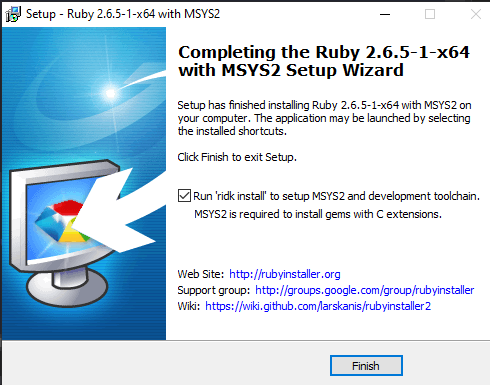 Setup - Ruby 2.6.5-1-x64 with MSYS2
Completing the Ruby 2.6.5-1-x64
with MSYS2 Setup Wizard
Setup has finished installing Ruby 2.6.5-1-x64 with MSYS2 on
your computer. The application may be launched by selecting
the installed shortcuts.
Click Finish to exit Setup.
Run 'ridk install' to setup MSYS2 and development toolchain.
MSYS2 is required to install gems with C extensions.
Web Site: http://rubyinstaller.org
Support group: http://groups.google.com/group/rubyinstaller
Wiki: https://wiki.github.com/larskanis/rubyinstaller2
Finish